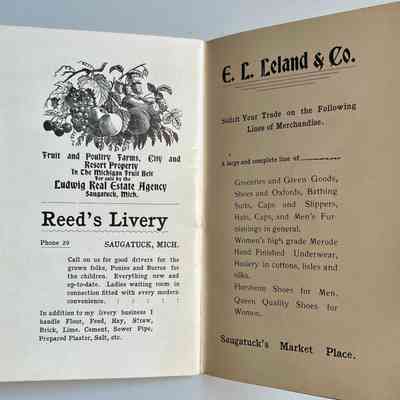 Fruit and Poultry Farms, City and
Resort Property
In The Michigan Fruit Belt
For sale by the
Ludwig Real Estate Agency
Saugatuck, Mich.
Reed's Livery
Phone 29 SAUGATUCK, MICH.
Call on us for good drivers for the
grown folks, Ponies and Burros for
the children. Everything new and
up-to-date. Ladies waiting room in
connection fitted with every modern
convenience.
In addition to my livery business I
handle Flour, Feed, Hay, Straw,
Brick, Lime, Cement, Sewer Pipe,
Prepared Plaster, Salt, etc.
E. L. Leland & Co.
Solicit Your Trade on the Following
Lines of Merchandise.
A large and complete line of
Groceries and Green Goods,
Shoes and Oxfords, Bathing
Suits, Caps and Slippers,
Hats, Caps, and Men's Fur-
nishings in general.
Women's high grade Merode
Hand Finished Underwear,
Hosiery in cottons, lisles and
silks.
Florsheim Shoes for Men.
Queen Quality Shoes for
Women.
Saugatuck's Market Place.